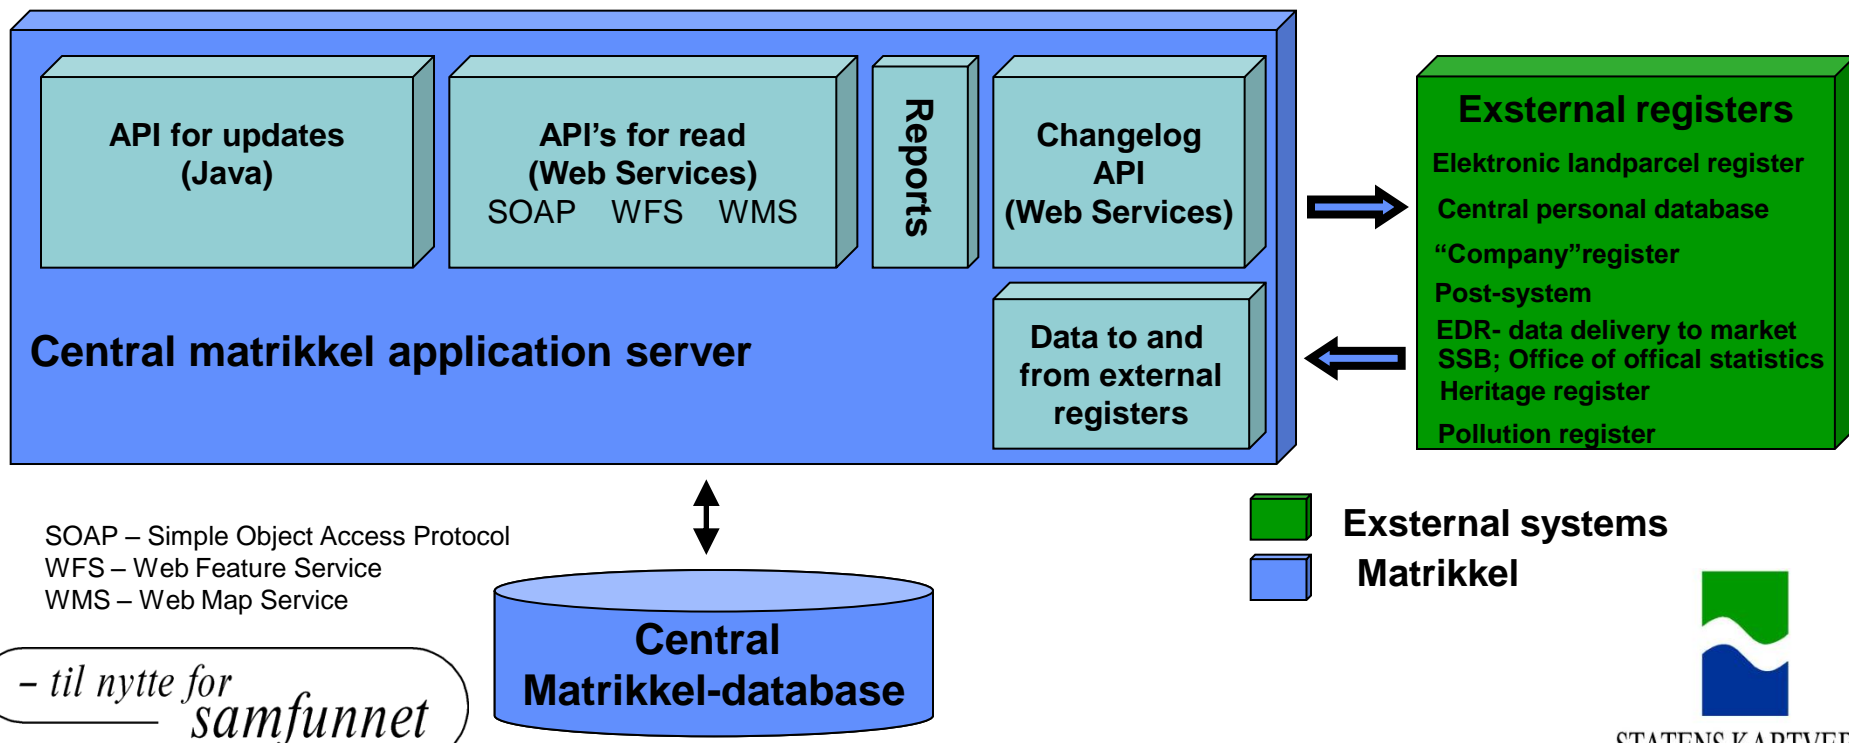 API for updates
(Java)
API's for read
(Web Services)
SOAP WFS WMS
Reports
Changelog
API
(Web Services)
Central matrikkel application server
Data to and
from external
registers
Exsternal registers
Elektronic landparcel register
Central personal database
“Company”register
Post-system
EDR- data delivery to market
SSB; Office of offical statistics
Heritage register
Pollution register
SOAP – Simple Object Access Protocol
WFS – Web Feature Service
WMS – Web Map Service
Central
Matrikkel-database
Exsternal systems
Matrikkel
– til nytte for
samfunnet
STATENS